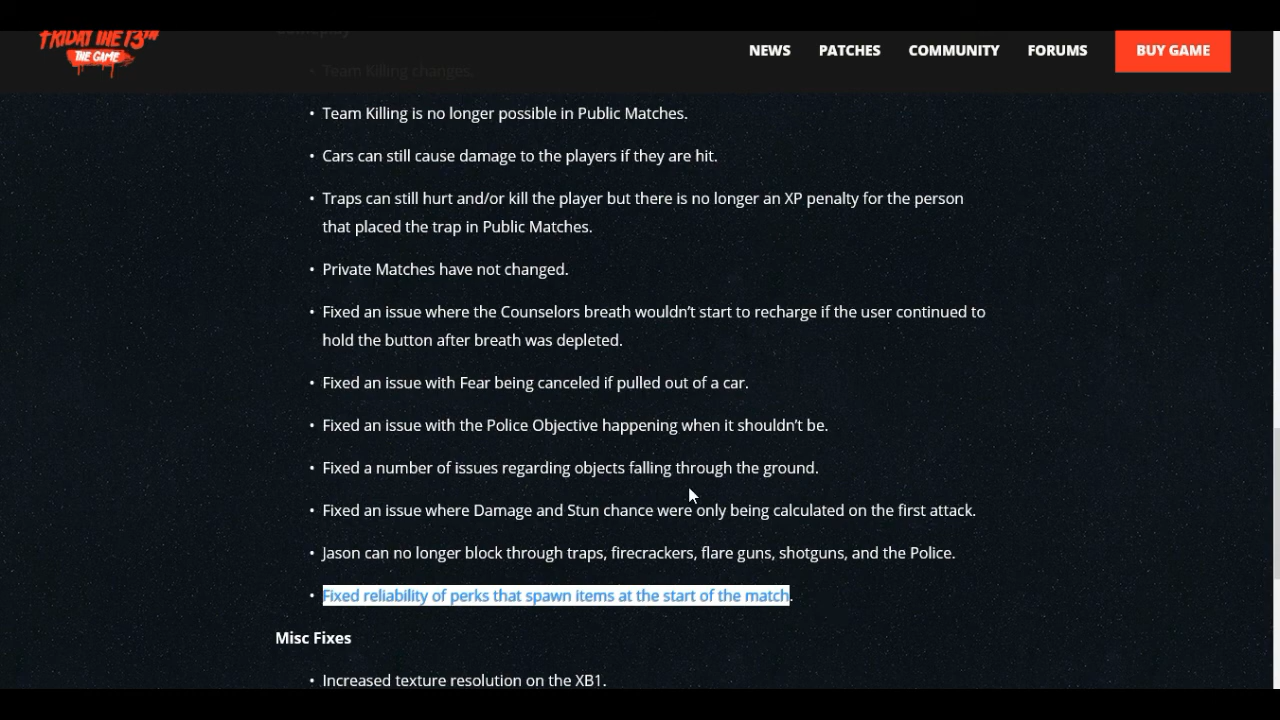 FRIDAY THE 13TH
THE GAME
NEWS
PATCHES
COMMUNITY
FORUMS
BUY GAME
Gameplay
• Team Killing changes.
• Team Killing is no longer possible in Public Matches.
• Cars can still cause damage to the players if they are hit.
• Traps can still hurt and/or kill the player but there is no longer an XP penalty for the person
that placed the trap in Public Matches.
• Private Matches have not changed.
• Fixed an issue where the Counselors breath wouldn’t start to recharge if the user continued to
hold the button after breath was depleted.
• Fixed an issue with Fear being canceled if pulled out of a car.
• Fixed an issue with the Police Objective happening when it shouldn’t be.
• Fixed a number of issues regarding objects falling through the ground.
• Fixed an issue where Damage and Stun chance were only being calculated on the first attack.
• Jason can no longer block through traps, firecrackers, flare guns, shotguns, and the Police.
• Fixed reliability of perks that spawn items at the start of the match.
Misc Fixes
• Increased texture resolution on the XB1.